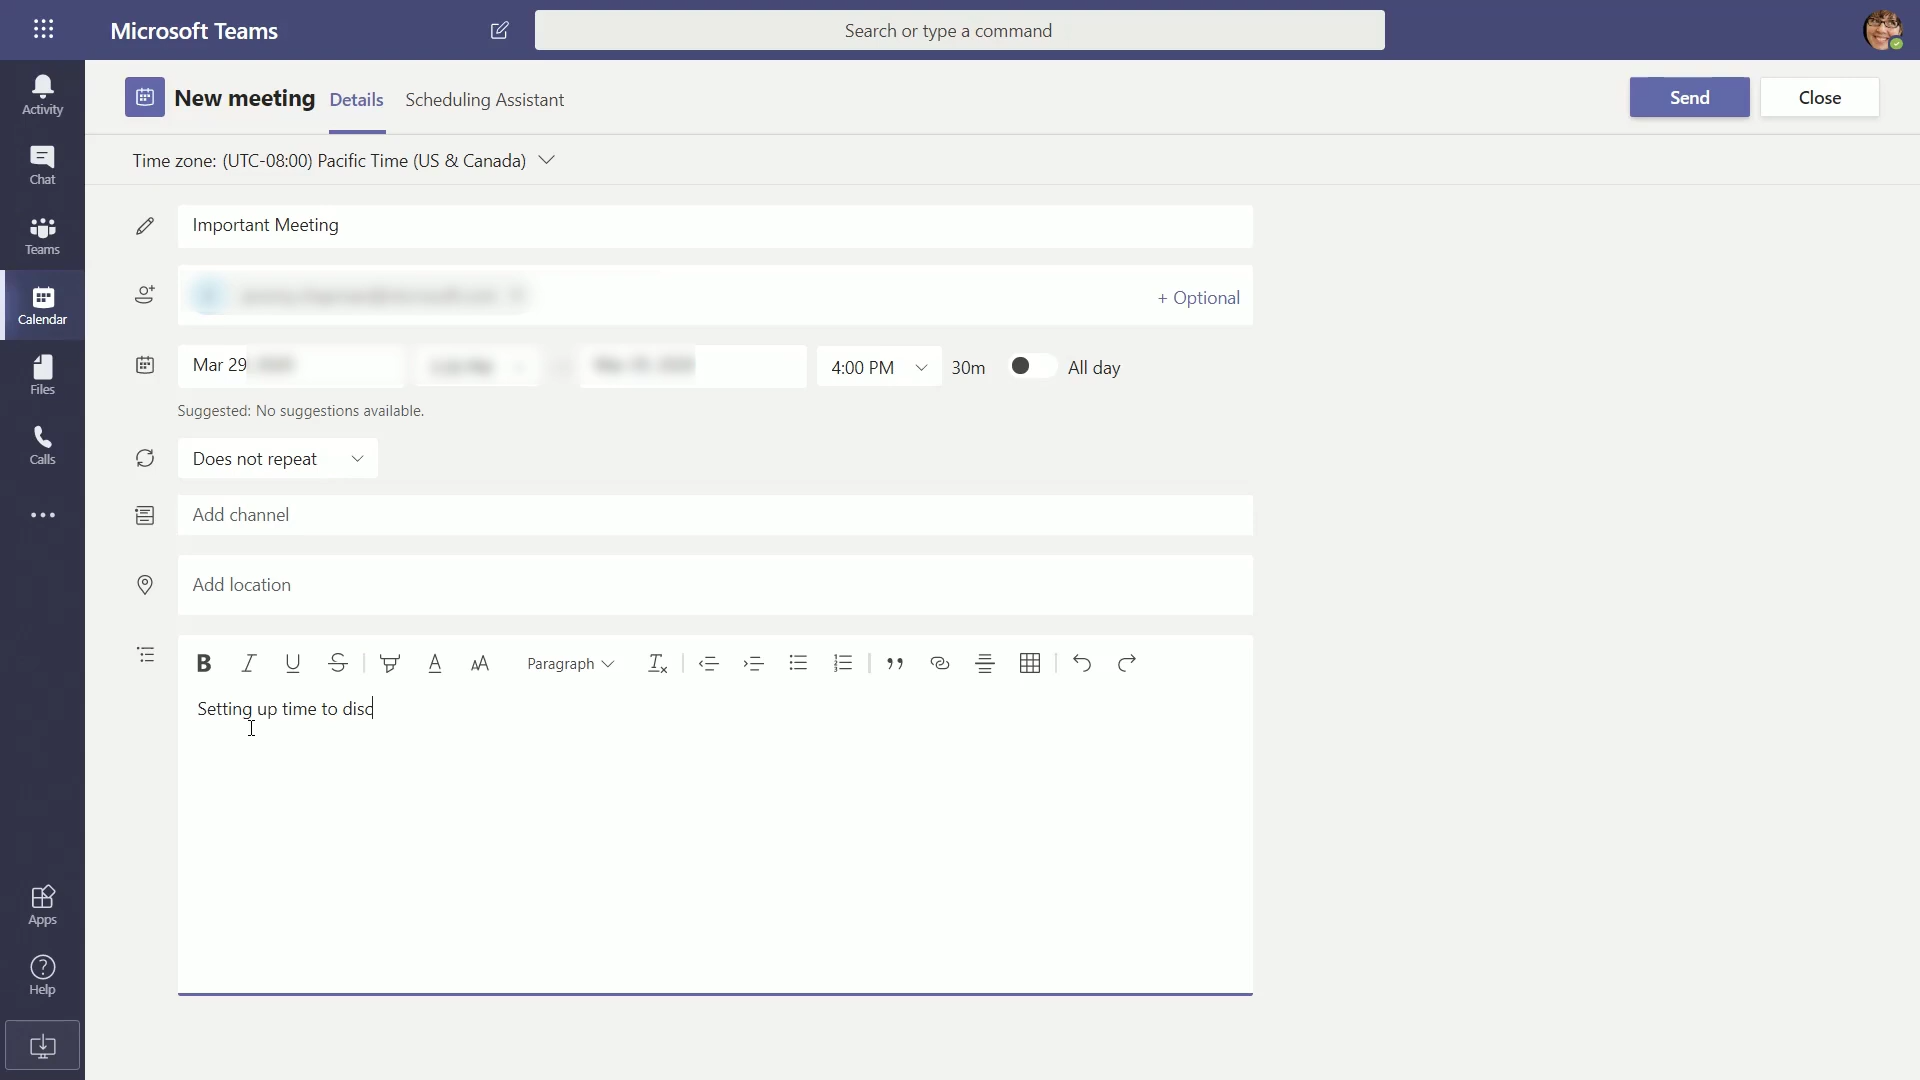 Microsoft Teams
Search or type a command
Activity
Chat
Teams
Calendar
Files
Calls
Apps
Help
New meeting Details Scheduling Assistant
Send
Close
Time zone: (UTC-08:00) Pacific Time (US & Canada)
Important Meeting
+ Optional
Mar 29
4:00 PM 30m All day
Suggested: No suggestions available.
Does not repeat
Add channel
Add location
Paragraph
Setting up time to disc